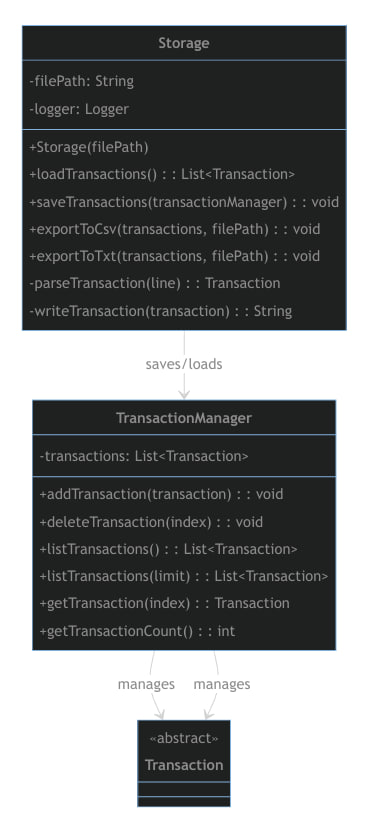 Storage
-filePath: String
-logger: Logger
+Storage(filePath)
+loadTransactions() : : List<Transaction>
+saveTransactions(transactionManager) : : void
+exportToCsv(transactions, filePath) : : void
+exportToTxt(transactions, filePath) : : void
-parseTransaction(line) : : Transaction
-writeTransaction(transaction) : : String
saves/loads
TransactionManager
-transactions: List<Transaction>
+addTransaction(transaction) : : void
+deleteTransaction(index) : : void
+listTransactions() : : List<Transaction>
+listTransactions(limit) : : List<Transaction>
+getTransaction(index) : : Transaction
+getTransactionCount() : : int
manages manages
«abstract»
Transaction